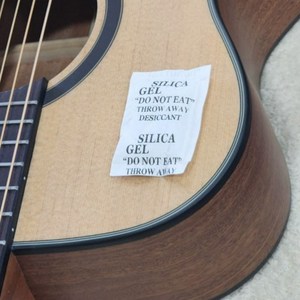 SILICA
GEL
"DO NOT EAT"
THROW AWAY
DESICCANT
SILICA
GEL
"DO NOT EAT"
THROW AWAY